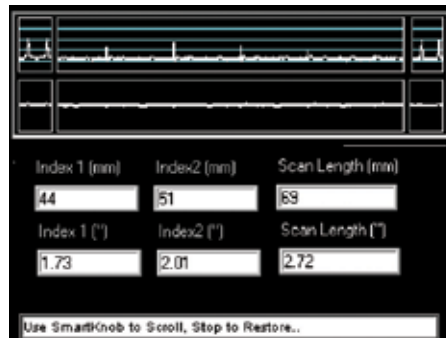 Index 1 (mm) Index2 (mm) Scan Length (mm)
44 51 69
Index 1 (") Index2 (") Scan Length (")
1.73 2.01 2.72
Use SmartKnob to Scroll, Stop to Restore..